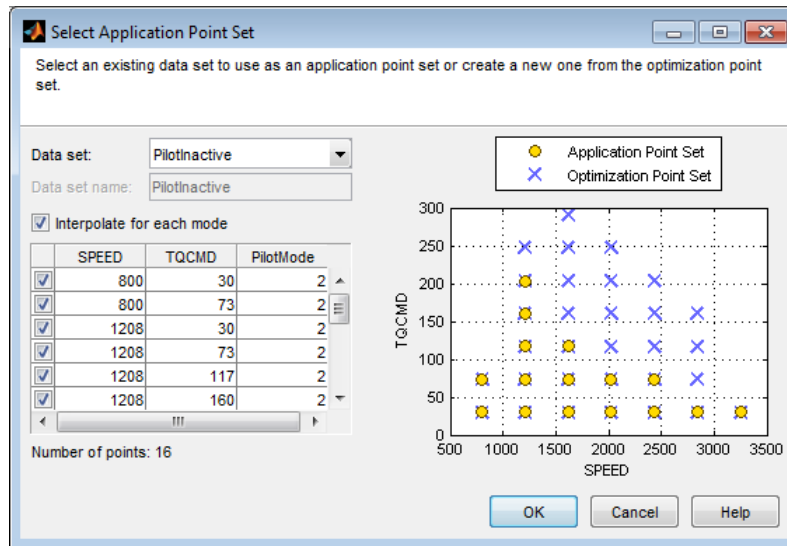 Select Application Point Set
Select an existing data set to use as an application point set or create a new one from the optimization point
set.
Data set: PilotInactive
Data set name: PilotInactive
Interpolate for each mode
SPEED TQCMD PilotMode
800 30 2
800 73 2
1208 30 2
1208 73 2
1208 117 2
1208 160 2
Number of points: 16
Application Point Set
Optimization Point Set
300
250
200
150
100
50
0
TQCMD
500 1000 1500 2000 2500 3000 3500
SPEED
OK Cancel Help